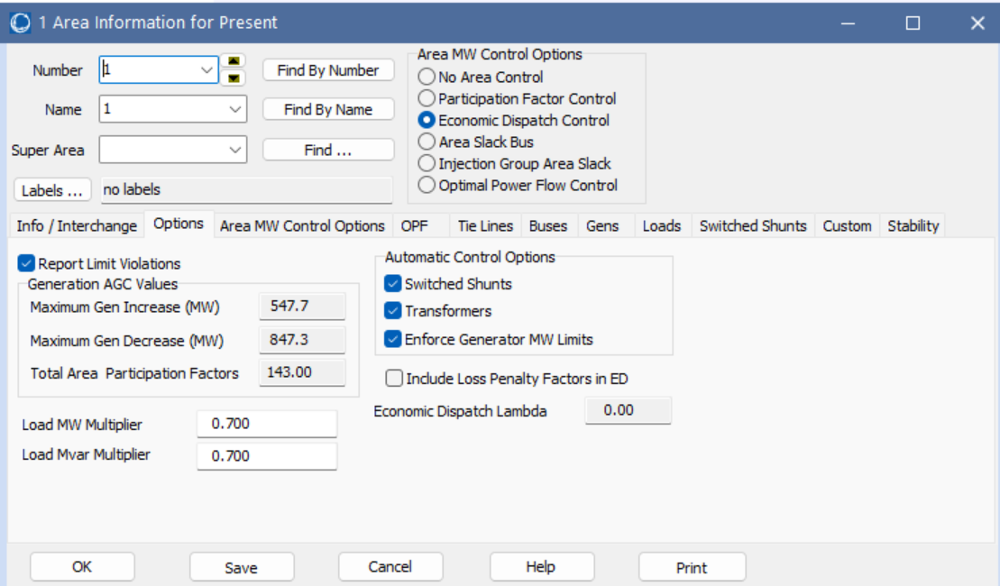 1 Area Information for Present
Number 1 Find By Number
Name 1 Find By Name
Super Area Find ...
Labels ... no labels
Area MW Control Options
No Area Control
Participation Factor Control
Economic Dispatch Control
Area Slack Bus
Injection Group Area Slack
Optimal Power Flow Control
Info / Interchange Options Area MW Control Options OPF Tie Lines Buses Gens Loads Switched Shunts Custom Stability
Report Limit Violations
Generation AGC Values
Maximum Gen Increase (MW) 547.7
Maximum Gen Decrease (MW) 847.3
Total Area Participation Factors 143.00
Load MW Multiplier 0.700
Load Mvar Multiplier 0.700
Automatic Control Options
Switched Shunts
Transformers
Enforce Generator MW Limits
Include Loss Penalty Factors in ED
Economic Dispatch Lambda 0.00
OK Save Cancel Help Print